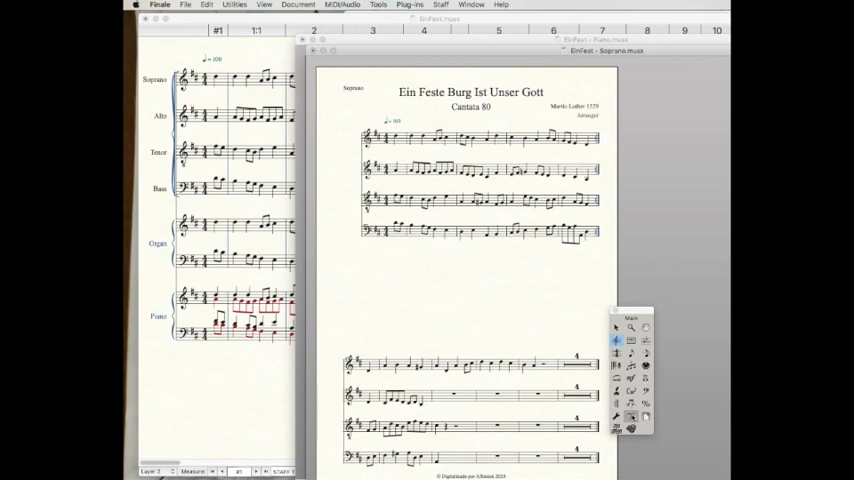 Finale File Edit Utilities View Document MIDI/Audio Tools Plug-ins Staff Window Help
EinFest.musx
#1 1:1 2 3 4 5 6 7 8 9 10
EinFest - Piano.musx
EinFest - Soprano.musx
Soprano
Ein Feste Burg Ist Unser Gott
Cantata 80
Martin Luther 1529
Arranger
Soprano
Alto
Tenor
Bass
Organ
Piano
Main
4
4
4
4
Layer 2 Measure: #1